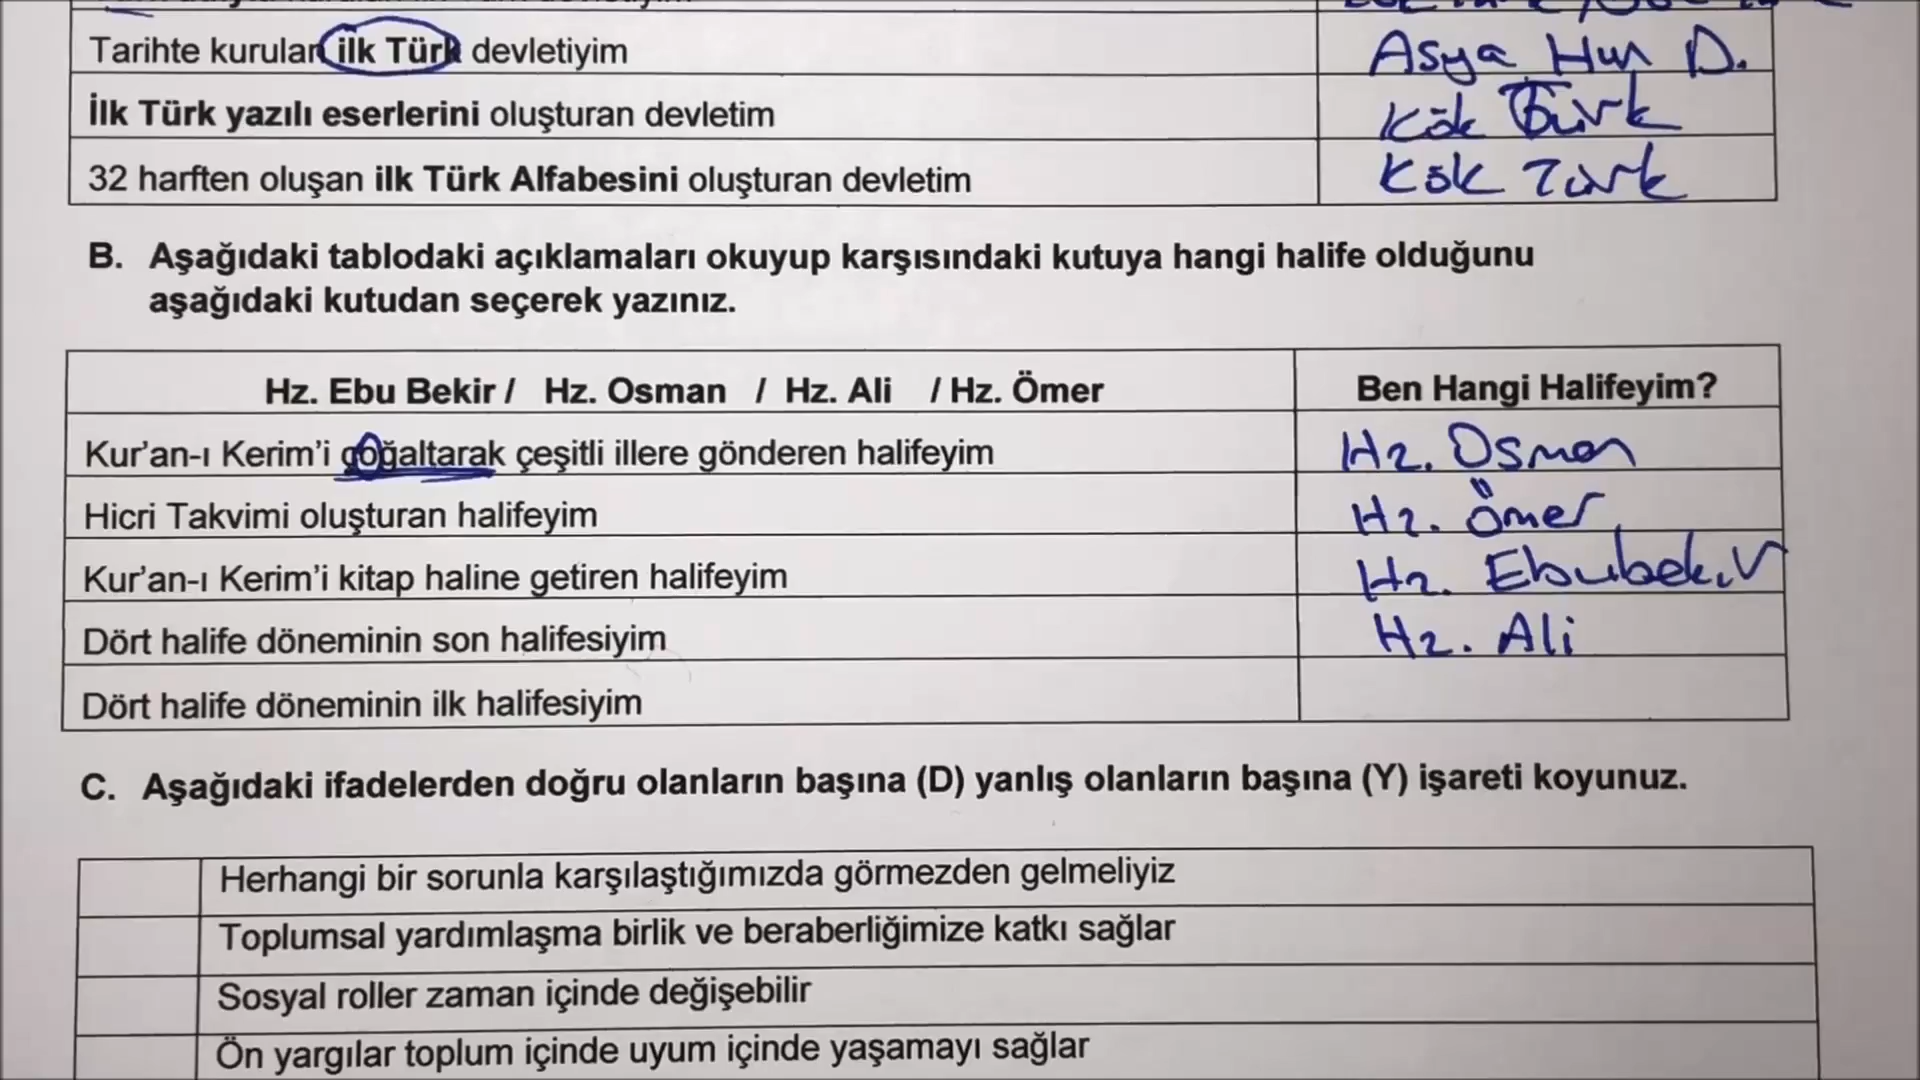 Tarihte kurulan ilk Türk devletiyim Asya Hun D.
İlk Türk yazılı eserlerini oluşturan devletim Kök Türk
32 harften oluşan ilk Türk Alfabesini oluşturan devletim Kök Türk
B. Aşağıdaki tablodaki açıklamaları okuyup karşısındaki kutuya hangi halife olduğunu
aşağıdaki kutudan seçerek yazınız.
Hz. Ebu Bekir / Hz. Osman / Hz. Ali / Hz. Ömer Ben Hangi Halifeyim?
Kur'an-ı Kerim'i çoğaltarak çeşitli illere gönderen halifeyim Hz. Osman
Hicri Takvimi oluşturan halifeyim Hz. Ömer
Kur'an-ı Kerim'i kitap haline getiren halifeyim Hz. Ebubekir
Dört halife döneminin son halifesiyim Hz. Ali
Dört halife döneminin ilk halifesiyim
C. Aşağıdaki ifadelerden doğru olanların başına (D) yanlış olanların başına (Y) işareti koyunuz.
Herhangi bir sorunla karşılaştığımızda görmezden gelmeliyiz
Toplumsal yardımlaşma birlik ve beraberliğimize katkı sağlar
Sosyal roller zaman içinde değişebilir
Ön yargılar toplum içinde uyum içinde yaşamayı sağlar